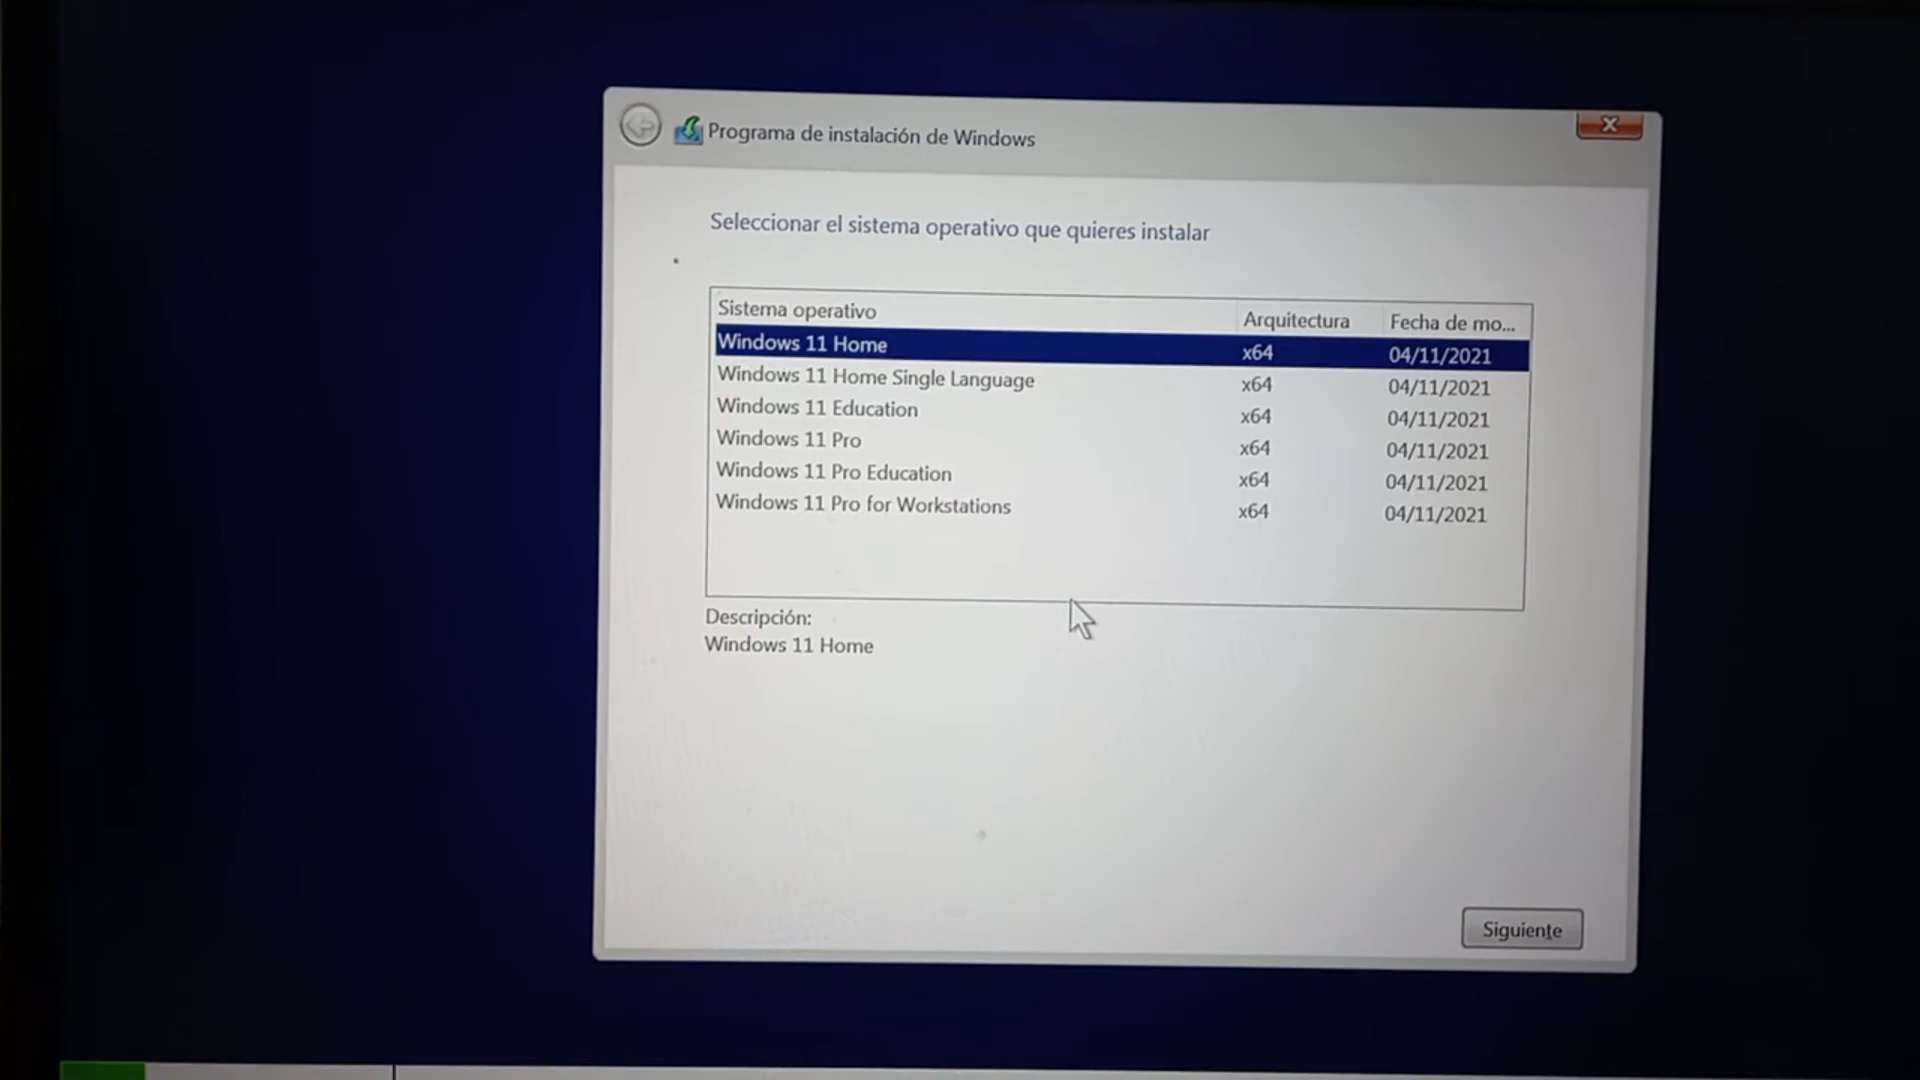 Programa de instalación de Windows
Seleccionar el sistema operativo que quieres instalar
Sistema operativo Arquitectura Fecha de mo...
Windows 11 Home x64 04/11/2021
Windows 11 Home Single Language x64 04/11/2021
Windows 11 Education x64 04/11/2021
Windows 11 Pro x64 04/11/2021
Windows 11 Pro Education x64 04/11/2021
Windows 11 Pro for Workstations x64 04/11/2021
Descripción:
Windows 11 Home
Siguiente